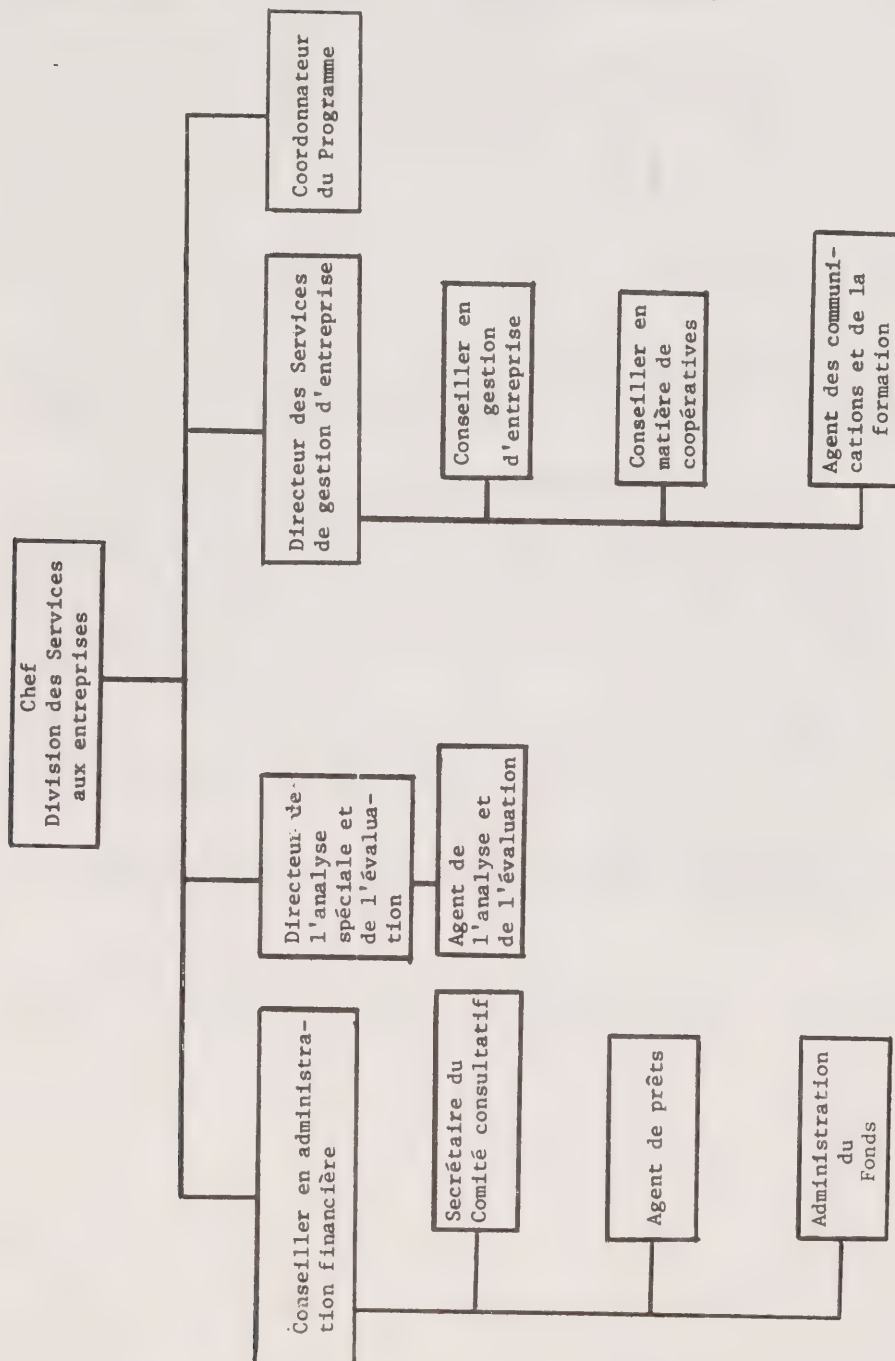 Chef
Division des Services
aux entreprises
Conseiller en administra-
tion financière
Directeur de
l'analyse
spéciale et
de l'évalua-
tion
Directeur des Services
de gestion d'entreprise
Coordonnateur
du Programme
Secrétaire du
Comité consultatif
Agent de prêts
Administration
du
Fonds
Agent de
l'analyse et
de l'évaluation
Conseiller en
gestion
d'entreprise
Conseiller en
matière de
coopératives
Agent des communi-
cations et de la
formation